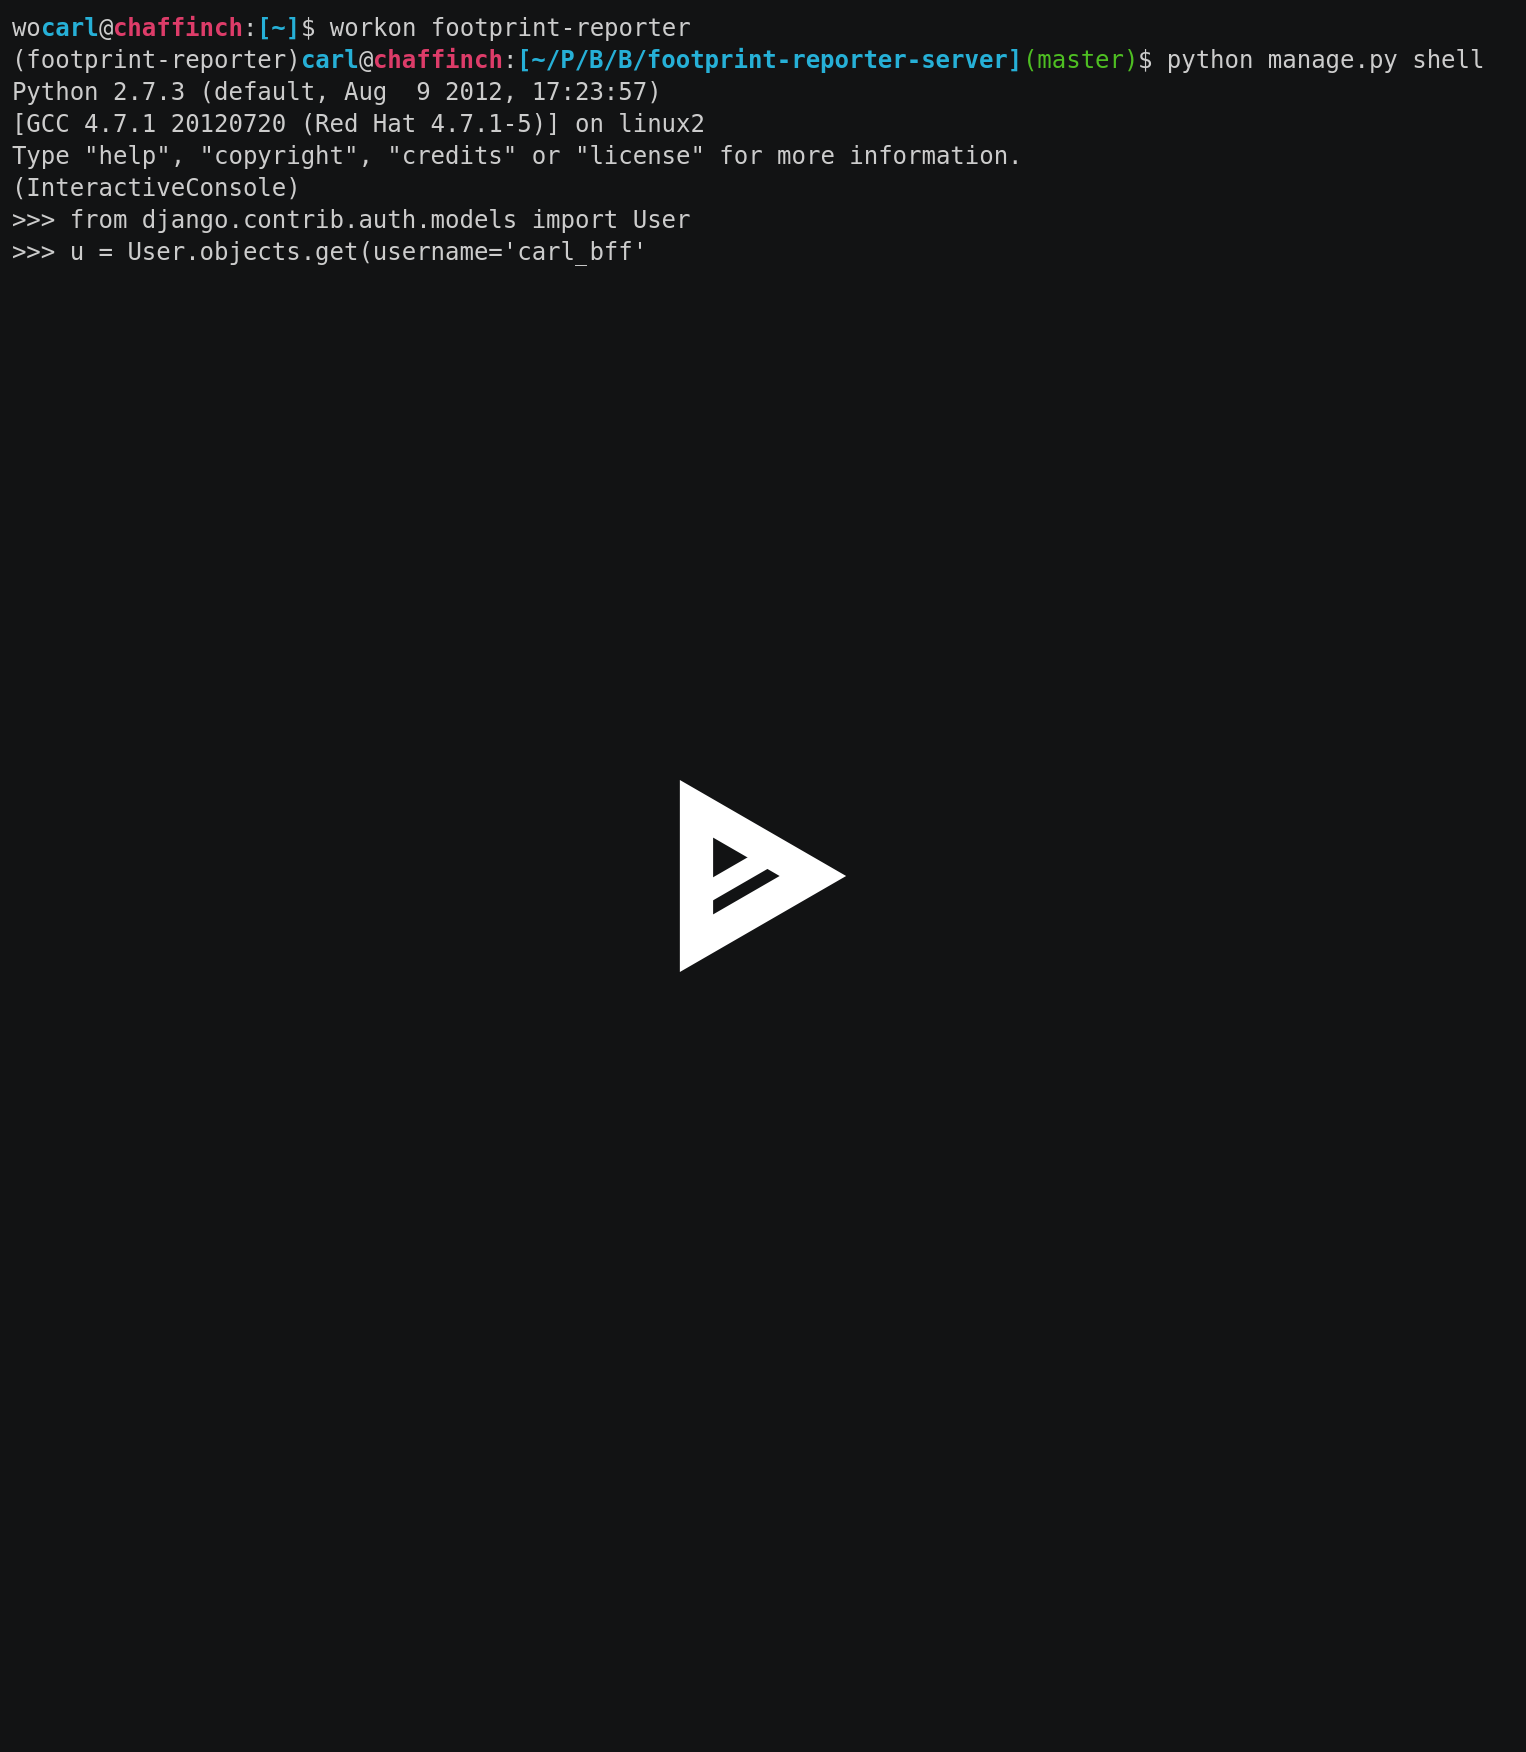 wocarl@chaffinch:[~]$ workon footprint-reporter
(footprint-reporter)carl@chaffinch:[~/P/B/B/footprint-reporter-server](master)$ python manage.py shell
Python 2.7.3 (default, Aug  9 2012, 17:23:57)
[GCC 4.7.1 20120720 (Red Hat 4.7.1-5)] on linux2
Type "help", "copyright", "credits" or "license" for more information.
(InteractiveConsole)
>>> from django.contrib.auth.models import User
>>> u = User.objects.get(username='carl_bff'